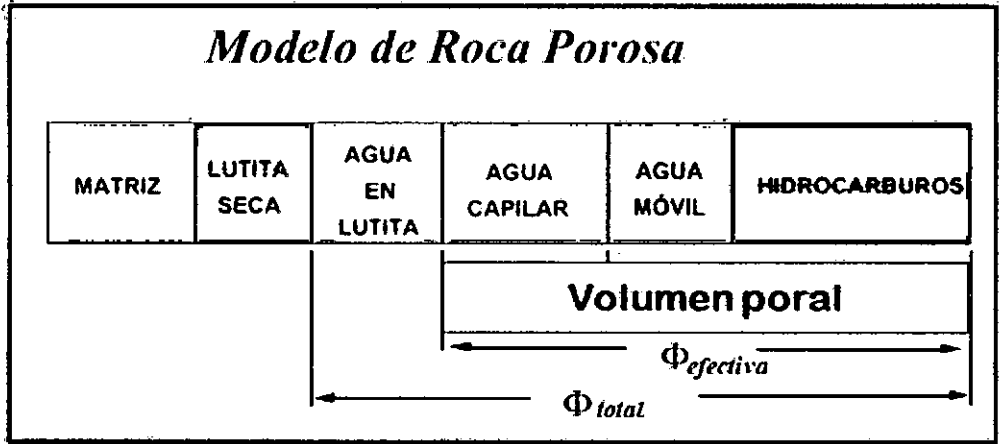 Modelo de Roca Porosa
MATRIZ
LUTITA
SECA
AGUA
EN
LUTITA
AGUA
CAPILAR
AGUA
MÓVIL
HIDROCARBUROS
Volumen poral
Φefectiva
Φtotal